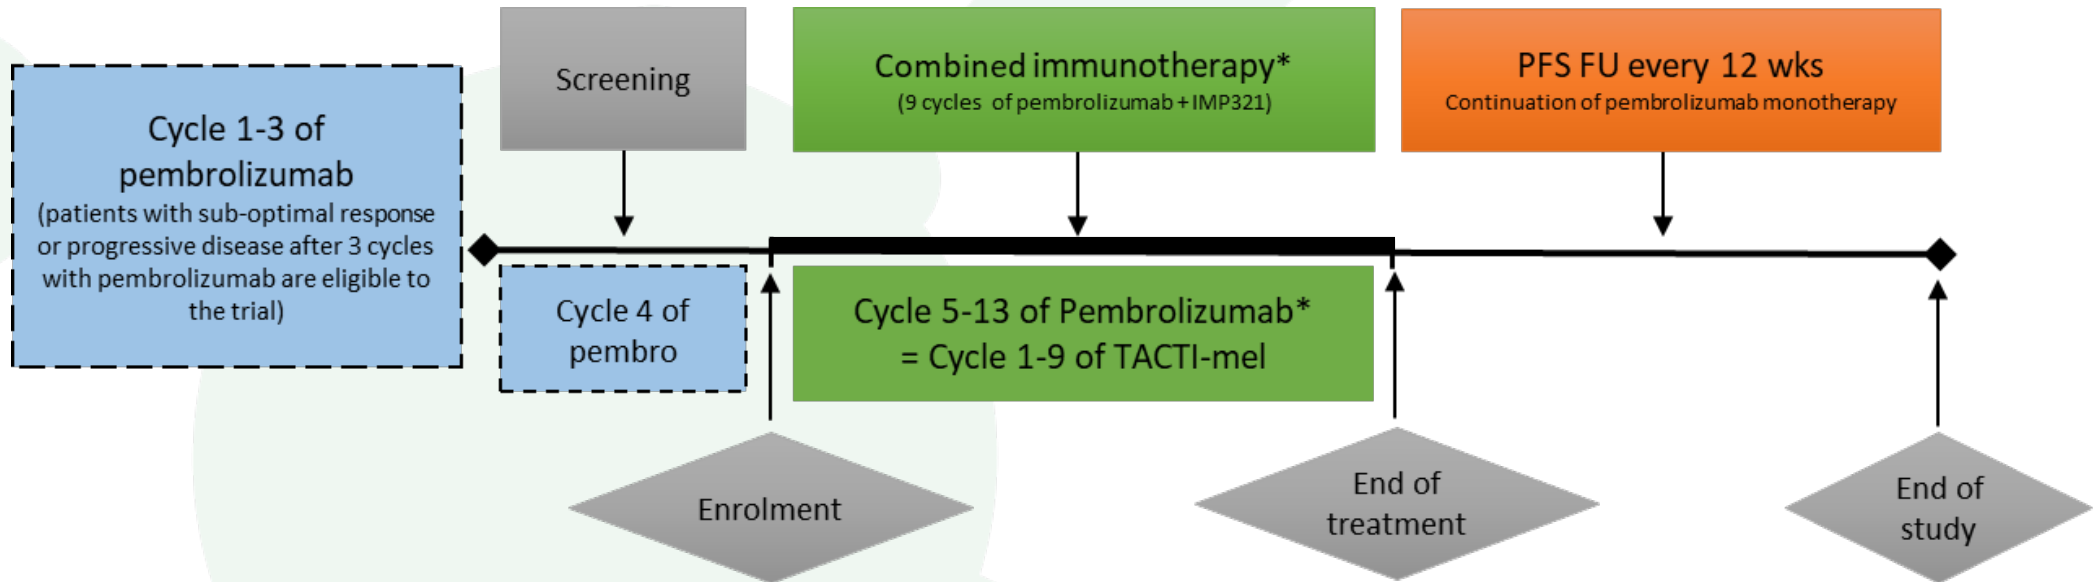 Cycle 1-3 of
pembrolizumab
(patients with sub-optimal response
or progressive disease after 3 cycles
with pembrolizumab are eligible to
the trial)
Screening
Combined immunotherapy*
(9 cycles of pembrolizumab + IMP321)
PFS FU every 12 wks
Continuation of pembrolizumab monotherapy
Cycle 4 of
pembro
Cycle 5-13 of Pembrolizumab*
= Cycle 1-9 of TACTI-mel
Enrolment
End of
treatment
End of
study